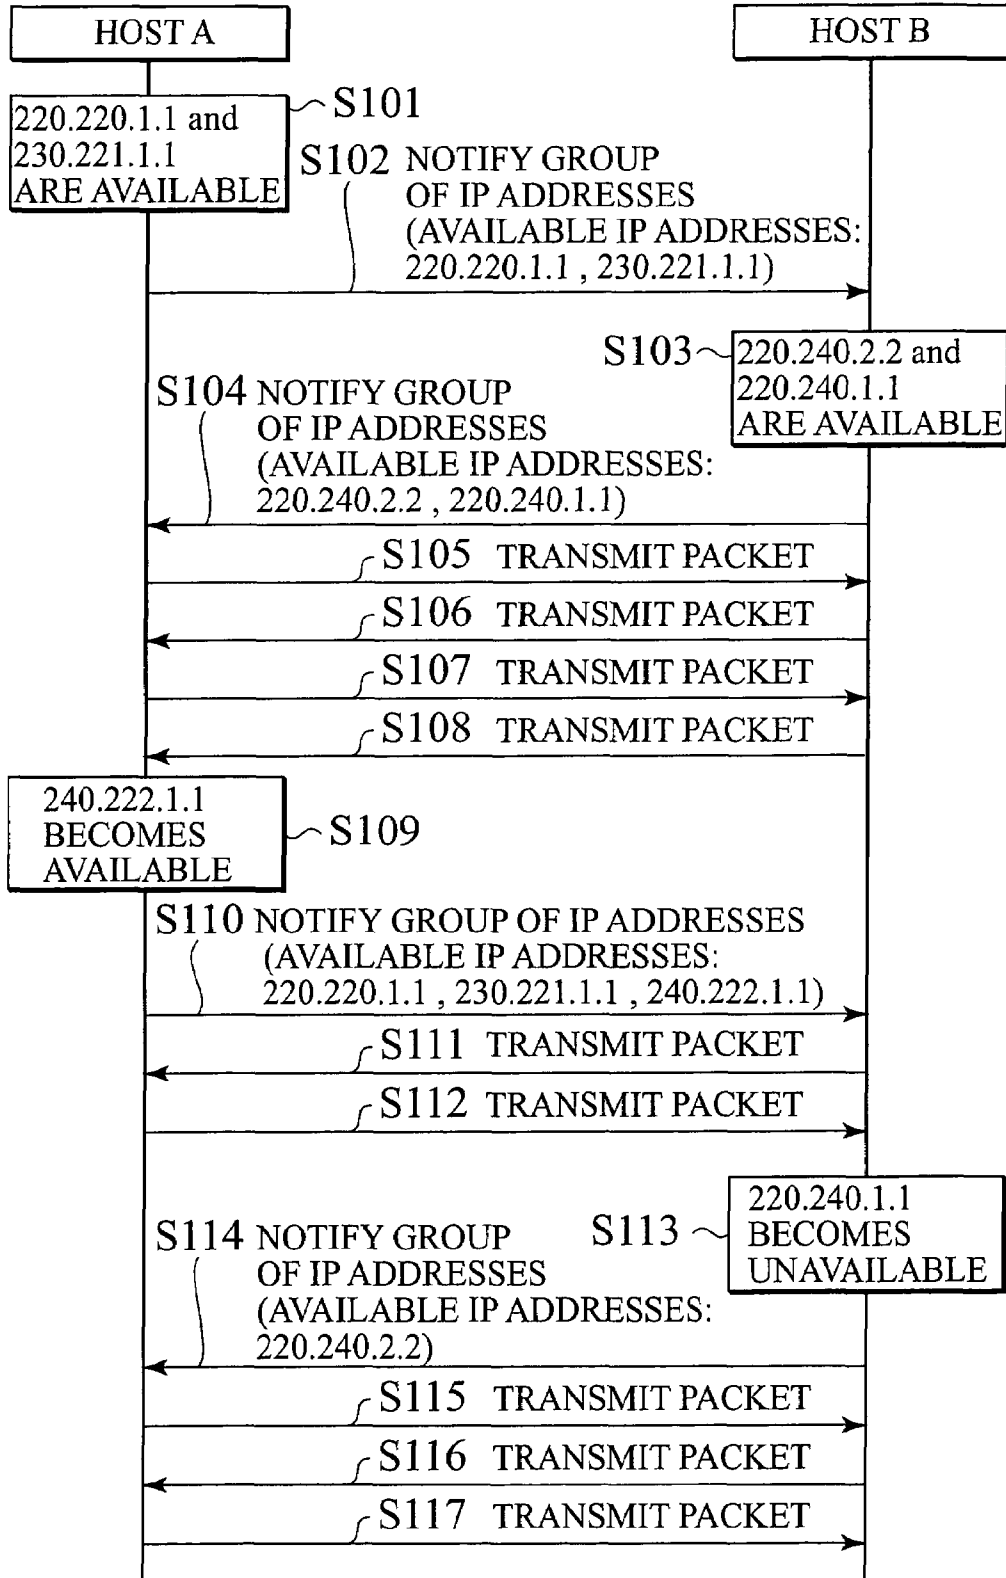 HOST A
HOST B
220.220.1.1 and
230.221.1.1
ARE AVAILABLE
S101
S102 NOTIFY GROUP
OF IP ADDRESSES
(AVAILABLE IP ADDRESSES:
220.220.1.1 , 230.221.1.1)
S103
220.240.2.2 and
220.240.1.1
ARE AVAILABLE
S104 NOTIFY GROUP
OF IP ADDRESSES
(AVAILABLE IP ADDRESSES:
220.240.2.2 , 220.240.1.1)
S105 TRANSMIT PACKET
S106 TRANSMIT PACKET
S107 TRANSMIT PACKET
S108 TRANSMIT PACKET
240.222.1.1
BECOMES
AVAILABLE
S109
S110 NOTIFY GROUP OF IP ADDRESSES
(AVAILABLE IP ADDRESSES:
220.220.1.1 , 230.221.1.1 , 240.222.1.1)
S111 TRANSMIT PACKET
S112 TRANSMIT PACKET
S113
220.240.1.1
BECOMES
UNAVAILABLE
S114 NOTIFY GROUP
OF IP ADDRESSES
(AVAILABLE IP ADDRESSES:
220.240.2.2)
S115 TRANSMIT PACKET
S116 TRANSMIT PACKET
S117 TRANSMIT PACKET